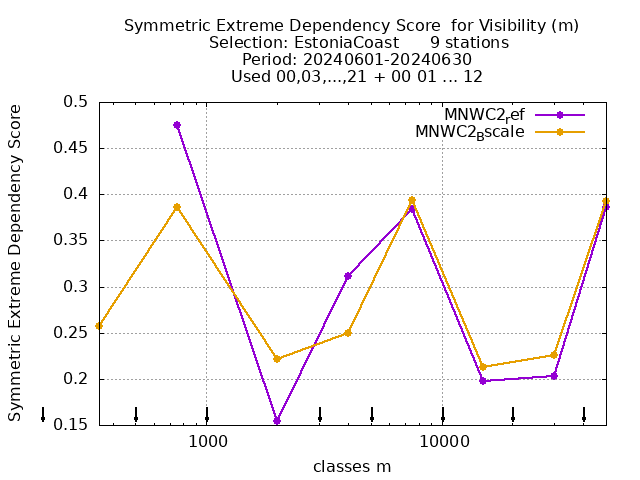 Symmetric Extreme Dependency Score  for Visibility (m)
Selection: EstoniaCoast      9 stations
Period: 20240601-20240630
Used 00,03,...,21 + 00 01 ... 12
Symmetric Extreme Dependency Score
0.5
0.45
0.4
0.35
0.3
0.25
0.2
0.15
MNWC2ref
MNWC2Bscale
1000
10000
classes m